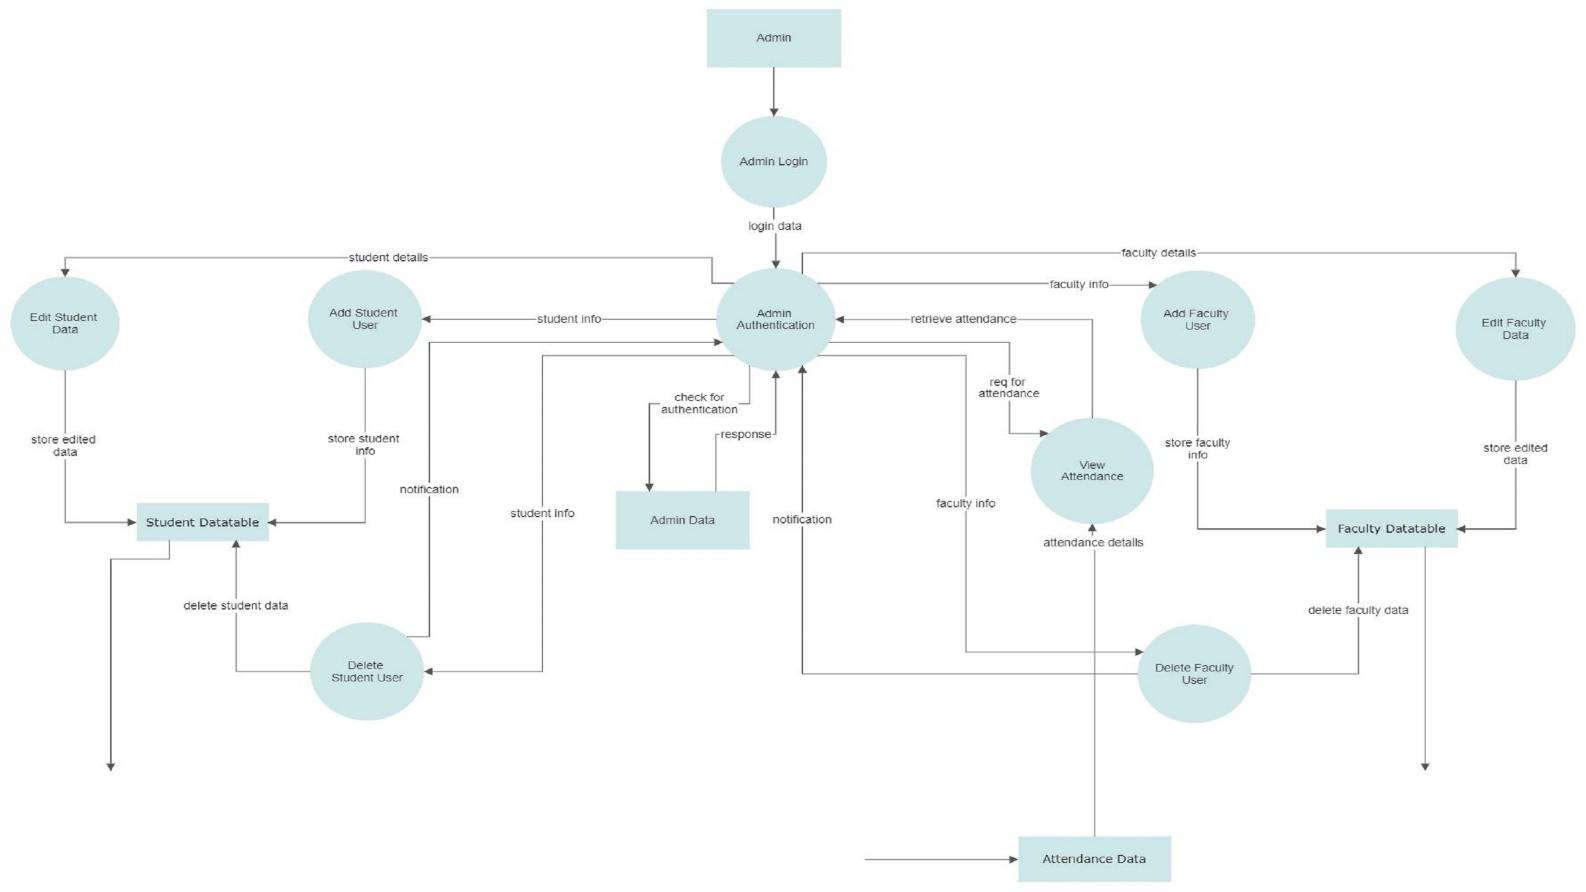 Admin
Admin Login
login data
student details
faculty details
faculty info
Edit Student
Data
Add Student
User
student info
Admin
Authentication
retrieve attendance
Add Faculty
User
Edit Faculty
Data
req for
attendance
check for
authentication
response
store edited
data
store student
info
notification
student info
Admin Data
notification
faculty info
View
Attendance
store faculty
info
store edited
data
Student Datatable
attendance details
Faculty Datatable
delete student data
delete faculty data
Delete
Student User
Delete Faculty
User
Attendance Data